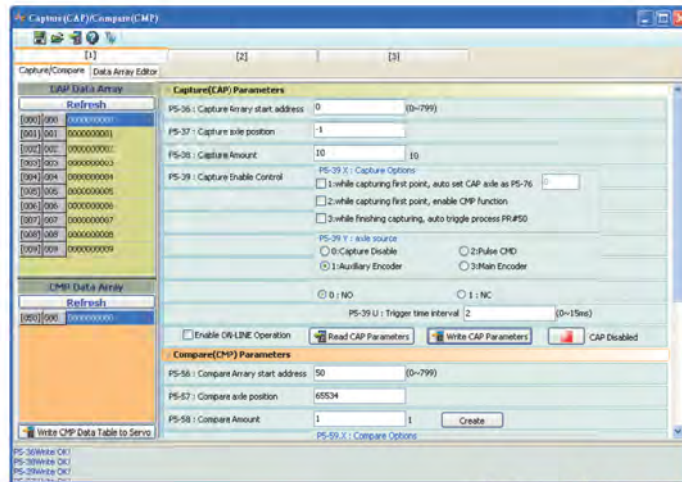 Capture(CAP)/Compare(CMP)
[1] [2] [3]
Capture/Compare Data Array Editor
CAP Data Array
Refresh
[000] 000 0000000000
[001] 001 0000000001
[002] 002 0000000002
[003] 003 0000000003
[004] 004 0000000004
[005] 005 0000000005
[006] 006 0000000006
[007] 007 0000000007
[008] 008 0000000008
[009] 009 0000000009
CMP Data Array
Refresh
[050] 000 0000000000
Write CMP Data Table to Servo
Capture(CAP) Parameters
P5-36 : Capture Arrary start address 0 (0~799)
P5-37 : Capture axle position -1
P5-38 : Capture Amount 10 10
P5-39 : Capture Enable Control
P5-39 X : Capture Options
1:while capturing first point, auto set CAP axle as P5-76 0
2:while capturing first point, enable CMP function
3:while finishing capturing, auto triggle process PR#50
P5-39 Y : axle source
0:Capture Disable 2:Pulse CMD
1:Auxiliary Encoder 3:Main Encoder
0 : NO 1 : NC
P5-39 U : Trigger time interval 2 (0~15ms)
Enable ON-LINE Operation Read CAP Parameters Write CAP Parameters CAP Disabled
Compare(CMP) Parameters
P5-56 : Compare Arrary start address 50 (0~799)
P5-57 : Compare axle position 65534
P5-58 : Compare Amount 1 1 Create
P5-59.X : Compare Options
P5-36Write OK!
P5-38Write OK!
P5-39Write OK!